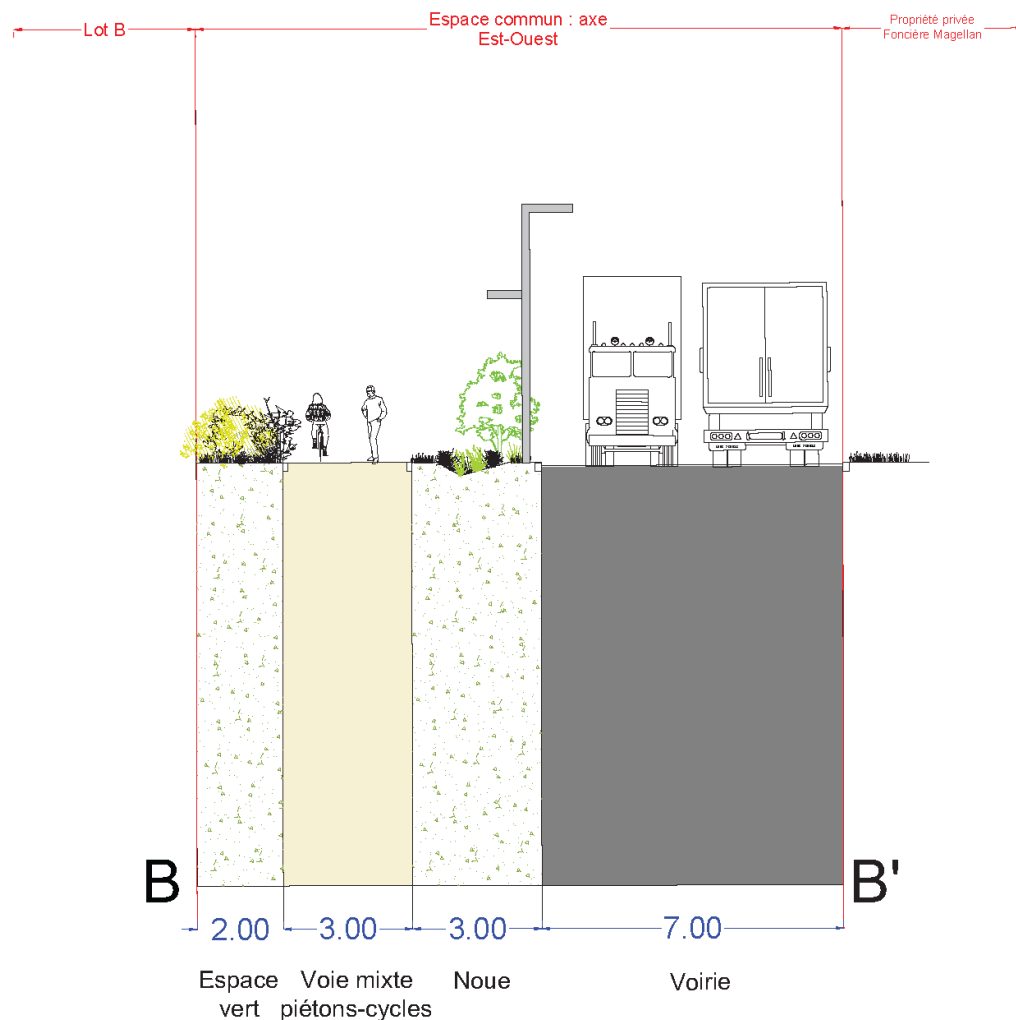 Lot B
Espace commun : axe
Est-Ouest
Propriété privée
Foncière Magellan
B
B'
2.00
3.00
3.00
7.00
Espace
vert
Voie mixte
piétons-cycles
Noue
Voirie